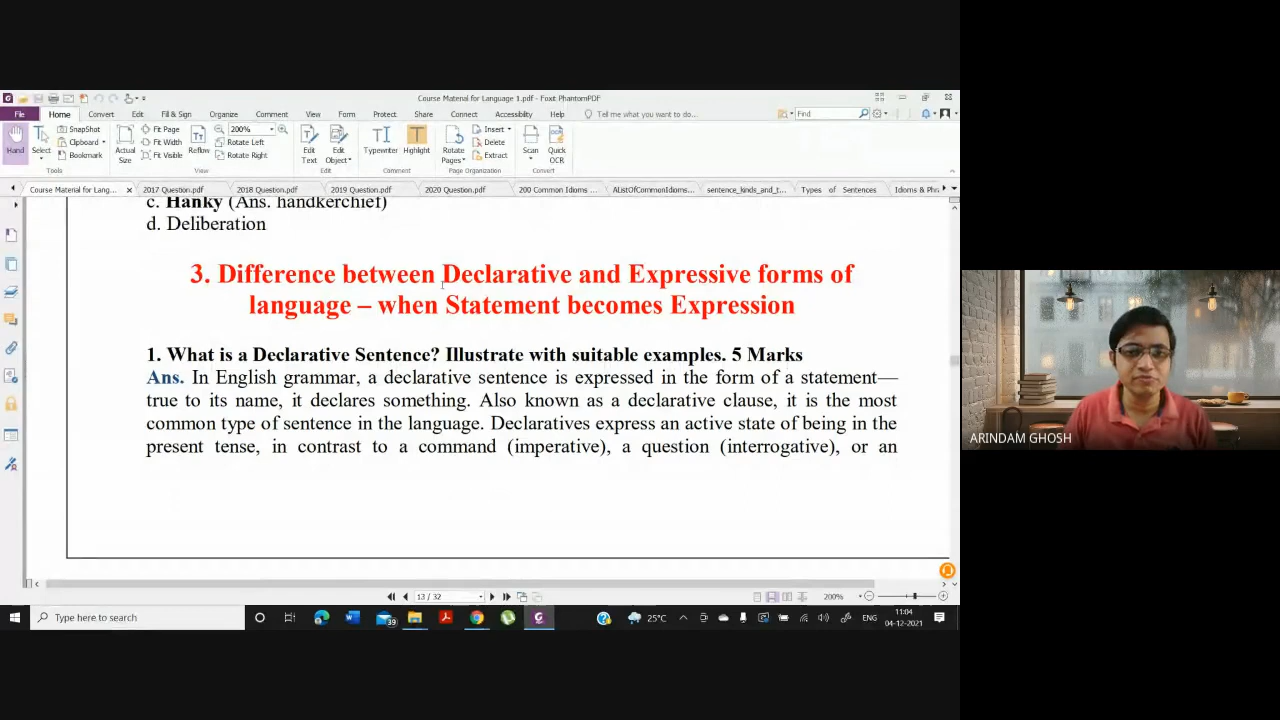 Course Material for Language 1.pdf - Foxit PhantomPDF
File Home Convert Edit Fill & Sign Organize Comment View Form Protect Share Connect Accessibility Help Tell me what you want to do... Find
Hand
Select
SnapShot
Clipboard
Bookmark
Tools
Actual Size
Fit Page
Fit Width
Fit Visible
Reflow
200%
Rotate Left
Rotate Right
View
Edit Text
Edit Object
Edit
Typewriter
Highlight
Comment
Rotate Pages
Insert
Delete
Extract
Page Organization
Scan
Quick OCR
Convert
Course Material for Lang... 2017 Question.pdf 2018 Question.pdf 2019 Question.pdf 2020 Question.pdf 200 Common Idioms ... AListOfCommonIdioms... sentence_kinds_and_t... Types of Sentences Idoms & Phr
c. Hanky (Ans. handkerchief)
d. Deliberation
3. Difference between Declarative and Expressive forms of
language – when Statement becomes Expression
1. What is a Declarative Sentence? Illustrate with suitable examples. 5 Marks
Ans. In English grammar, a declarative sentence is expressed in the form of a statement—
true to its name, it declares something. Also known as a declarative clause, it is the most
common type of sentence in the language. Declaratives express an active state of being in the
present tense, in contrast to a command (imperative), a question (interrogative), or an
ARINDAM GHOSH
13 / 32
200%
Type here to search
39
25°C
ENG
11:04
04-12-2021